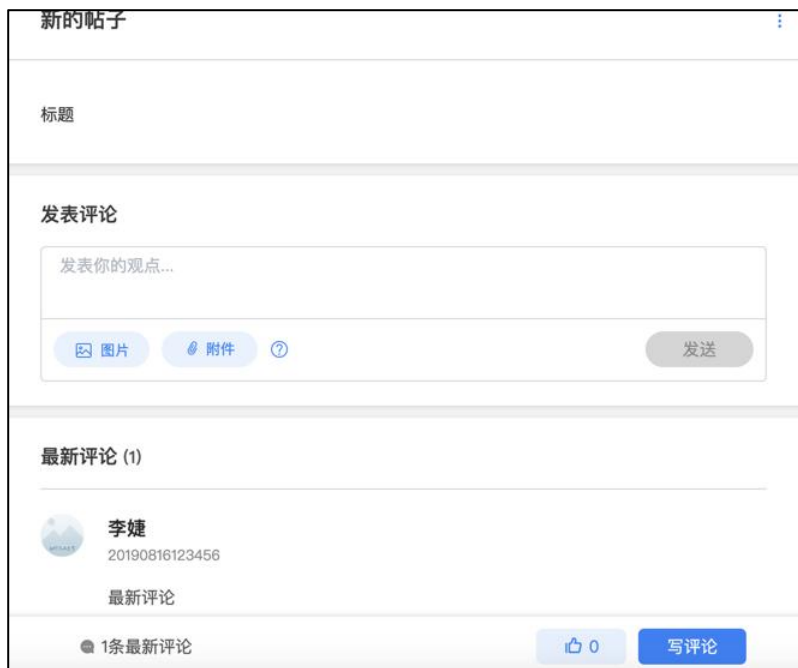 新的帖子
标题
发表评论
发表你的观点...
图片 附件 发送
最新评论 (1)
李婕
20190816123456
最新评论
1条最新评论 0 写评论